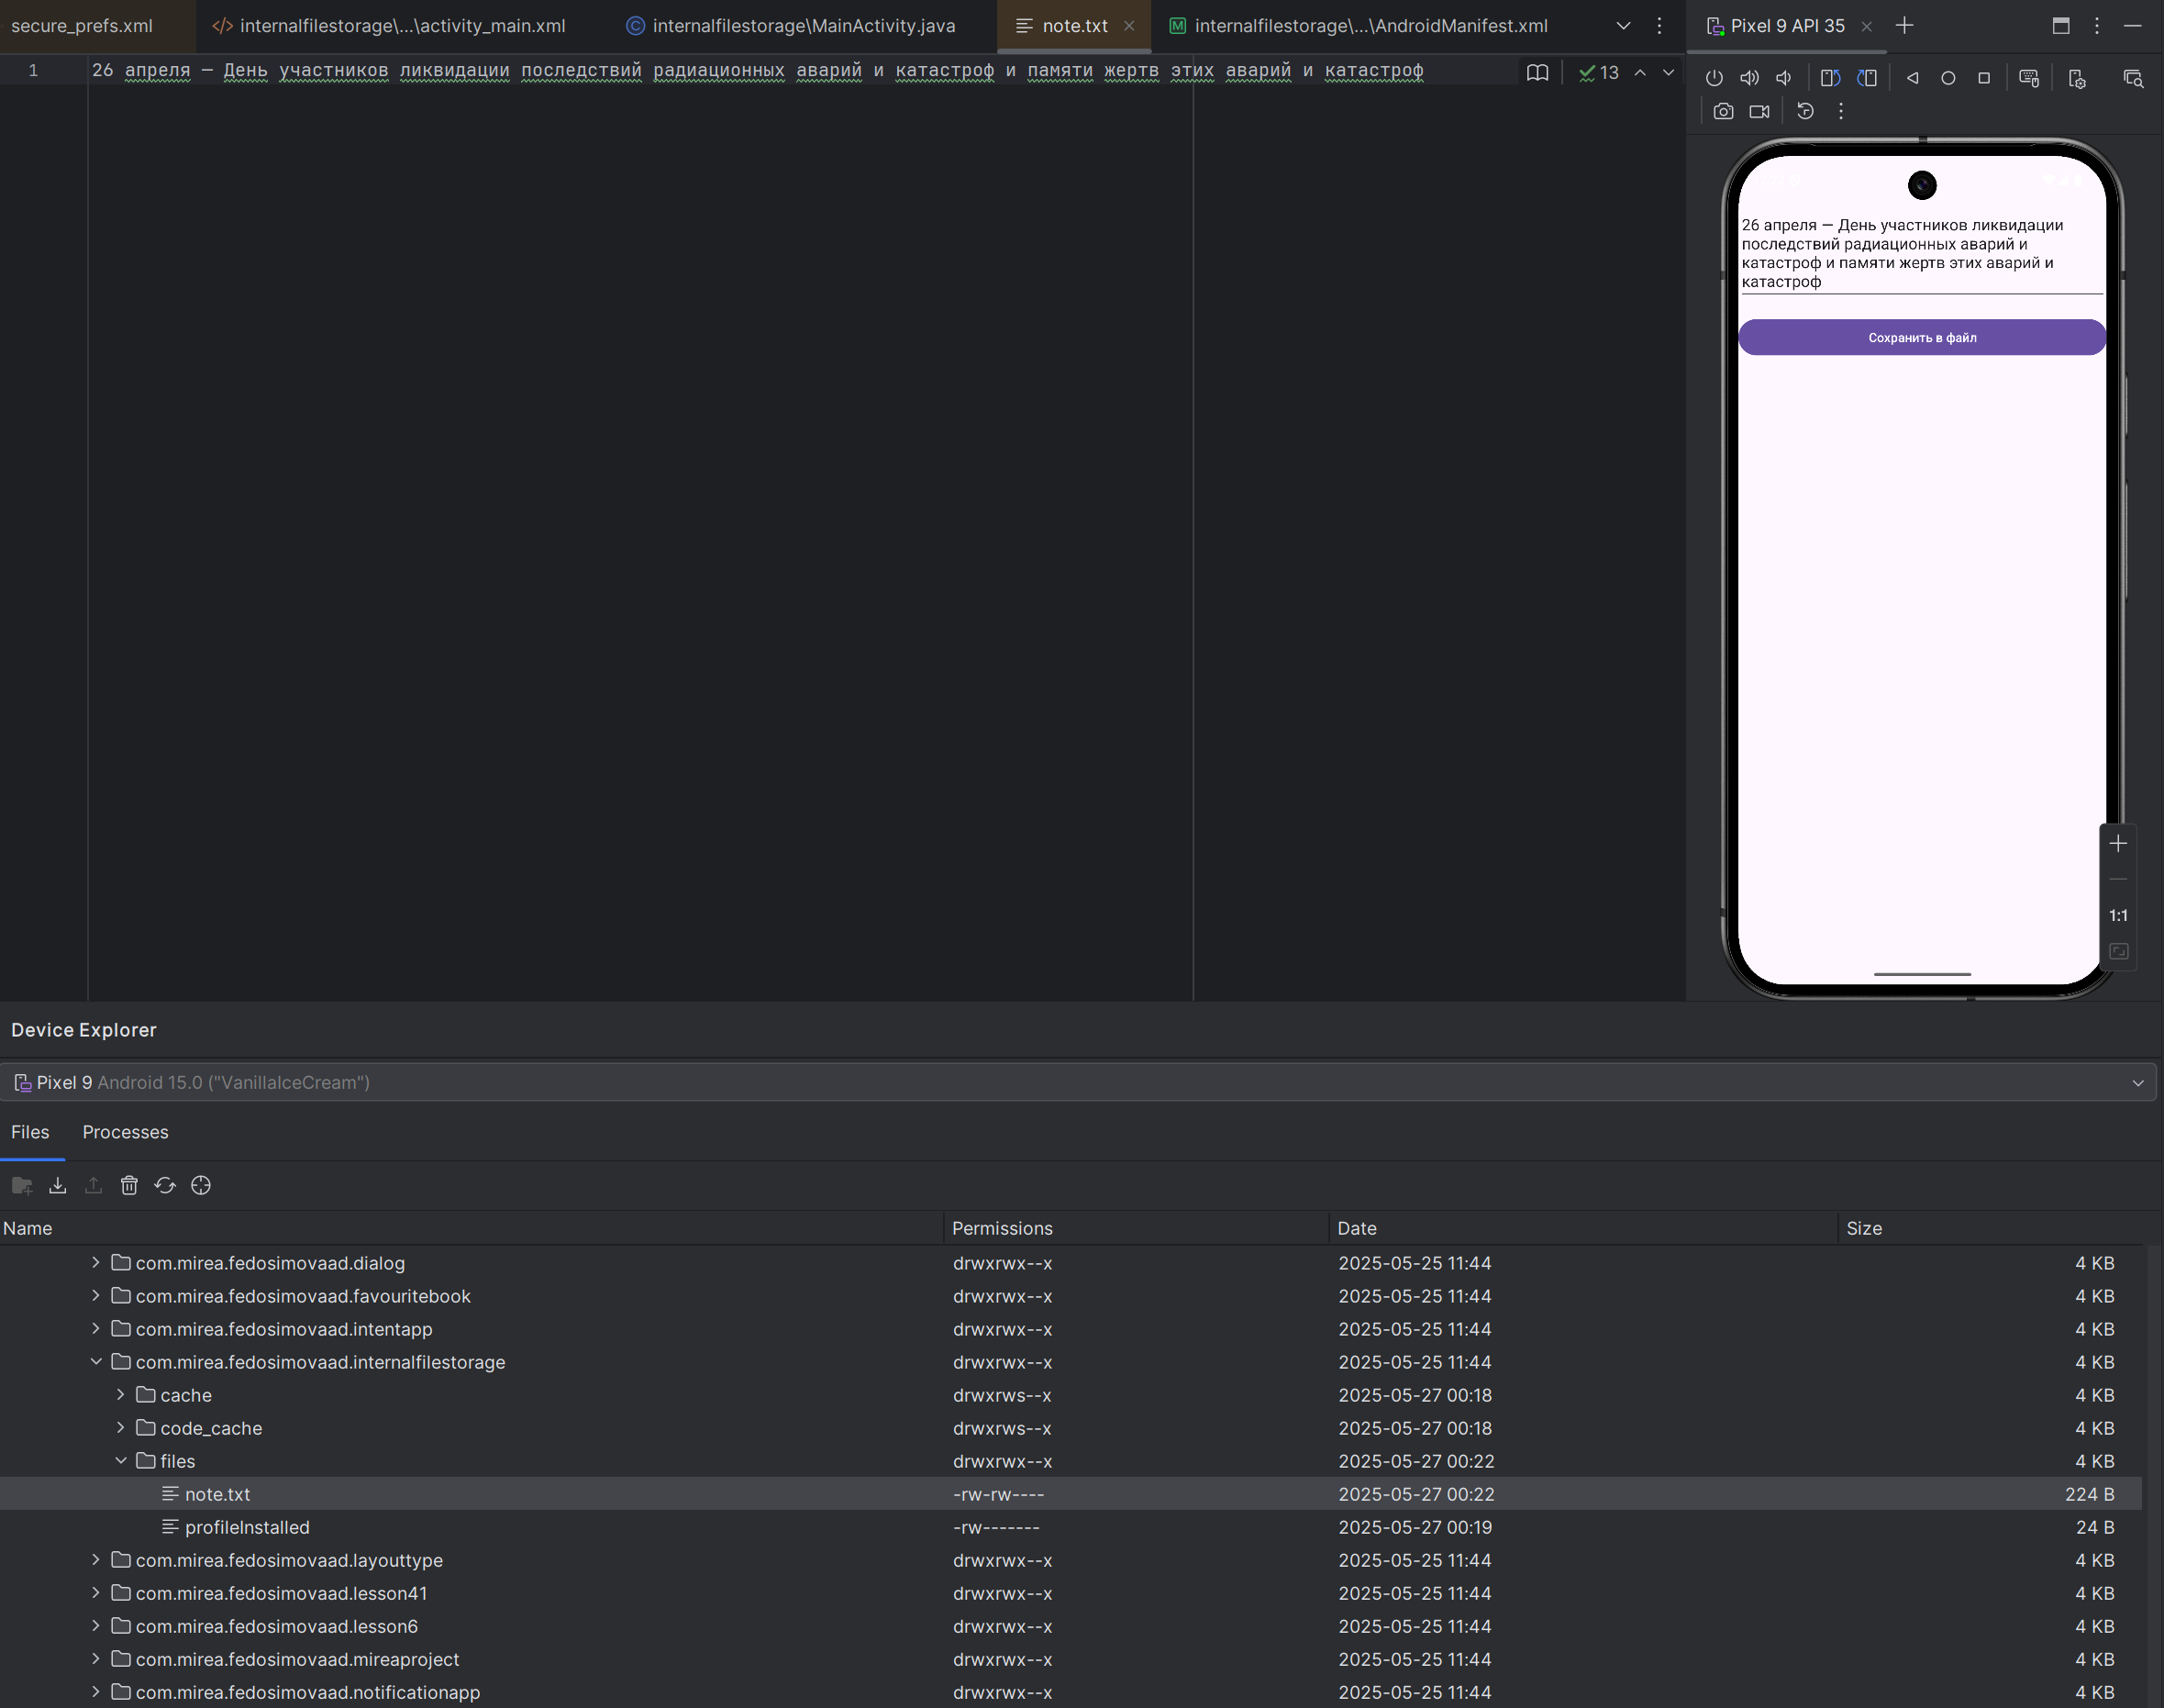 secure_prefs.xml
internalfilestorage\...\activity_main.xml
internalfilestorage\MainActivity.java
note.txt
internalfilestorage\...\AndroidManifest.xml
Pixel 9 API 35
1
26 апреля — День участников ликвидации последствий радиационных аварий и катастроф и памяти жертв этих аварий и катастроф
13
26 апреля — День участников ликвидации
последствий радиационных аварий и
катастроф и памяти жертв этих аварий и
катастроф
Сохранить в файл
1:1
Device Explorer
Pixel 9 Android 15.0 ("VanillaIceCream")
Files Processes
Name Permissions Date Size
com.mirea.fedosimovaad.dialog drwxrwx--x 2025-05-25 11:44 4 KB
com.mirea.fedosimovaad.favouritebook drwxrwx--x 2025-05-25 11:44 4 KB
com.mirea.fedosimovaad.intentapp drwxrwx--x 2025-05-25 11:44 4 KB
com.mirea.fedosimovaad.internalfilestorage drwxrwx--x 2025-05-25 11:44 4 KB
cache drwxrws--x 2025-05-27 00:18 4 KB
code_cache drwxrws--x 2025-05-27 00:18 4 KB
files drwxrwx--x 2025-05-27 00:22 4 KB
note.txt -rw-rw---- 2025-05-27 00:22 224 B
profileInstalled -rw------- 2025-05-27 00:19 24 B
com.mirea.fedosimovaad.layouttype drwxrwx--x 2025-05-25 11:44 4 KB
com.mirea.fedosimovaad.lesson41 drwxrwx--x 2025-05-25 11:44 4 KB
com.mirea.fedosimovaad.lesson6 drwxrwx--x 2025-05-25 11:44 4 KB
com.mirea.fedosimovaad.mireaproject drwxrwx--x 2025-05-25 11:44 4 KB
com.mirea.fedosimovaad.notificationapp drwxrwx--x 2025-05-25 11:44 4 KB